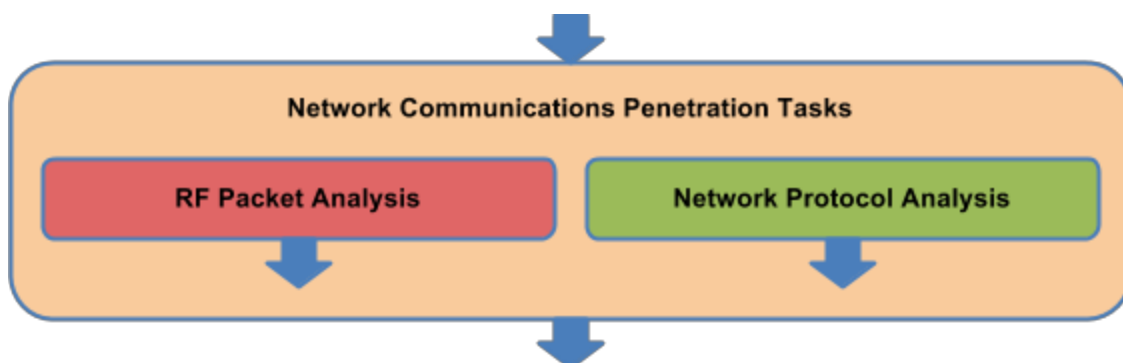 Network Communications Penetration Tasks
RF Packet Analysis
Network Protocol Analysis